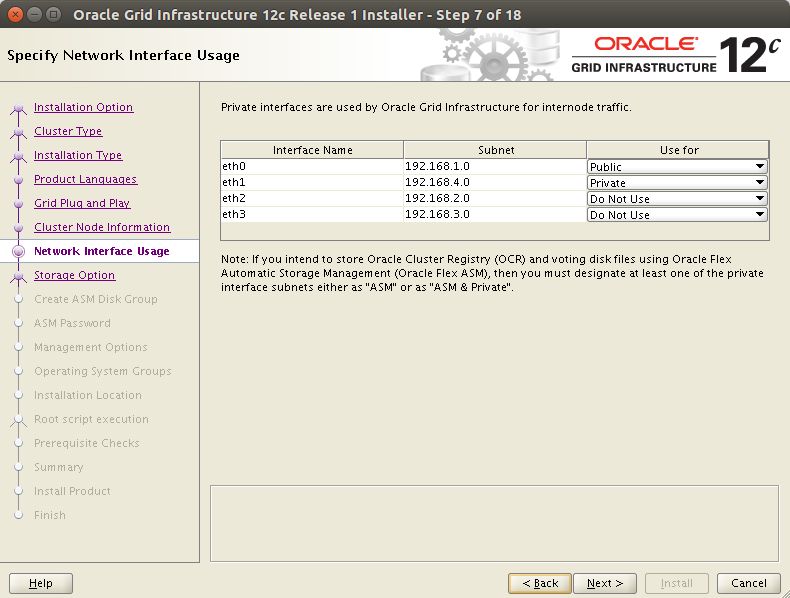 Oracle Grid Infrastructure 12c Release 1 Installer - Step 7 of 18
Specify Network Interface Usage
ORACLE
GRID INFRASTRUCTURE
12c
Installation Option
Cluster Type
Installation Type
Product Languages
Grid Plug and Play
Cluster Node Information
Network Interface Usage
Storage Option
Create ASM Disk Group
ASM Password
Management Options
Operating System Groups
Installation Location
Root script execution
Prerequisite Checks
Summary
Install Product
Finish
Private interfaces are used by Oracle Grid Infrastructure for internode traffic.
Interface Name Subnet Use for
eth0 192.168.1.0 Public
eth1 192.168.4.0 Private
eth2 192.168.2.0 Do Not Use
eth3 192.168.3.0 Do Not Use
Note: If you intend to store Oracle Cluster Registry (OCR) and voting disk files using Oracle Flex
Automatic Storage Management (Oracle Flex ASM), then you must designate at least one of the private
interface subnets either as "ASM" or as "ASM & Private".
Help < Back Next > Install Cancel